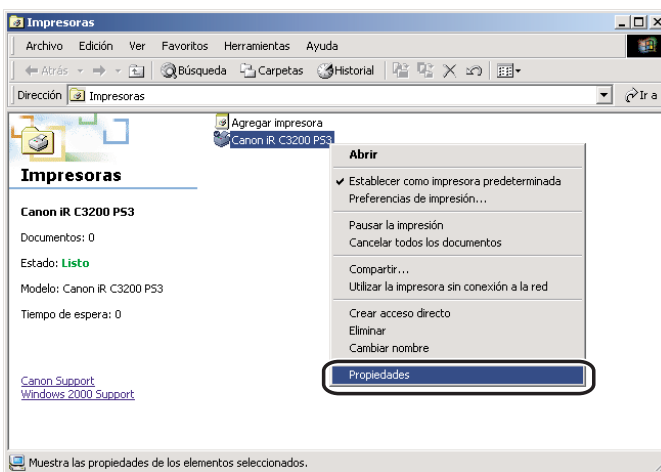 Impresoras
Archivo Edición Ver Favoritos Herramientas Ayuda
Atrás Búsqueda Carpetas Historial
Dirección Impresoras Ir a
Agregar impresora
Canon iR C3200 PS3
Impresoras
Canon iR C3200 PS3
Documentos: 0
Estado: Listo
Modelo: Canon iR C3200 PS3
Tiempo de espera: 0
Canon Support
Windows 2000 Support
Abrir
Establecer como impresora predeterminada
Preferencias de impresión...
Pausar la impresión
Cancelar todos los documentos
Compartir...
Utilizar la impresora sin conexión a la red
Crear acceso directo
Eliminar
Cambiar nombre
Propiedades
Muestra las propiedades de los elementos seleccionados.